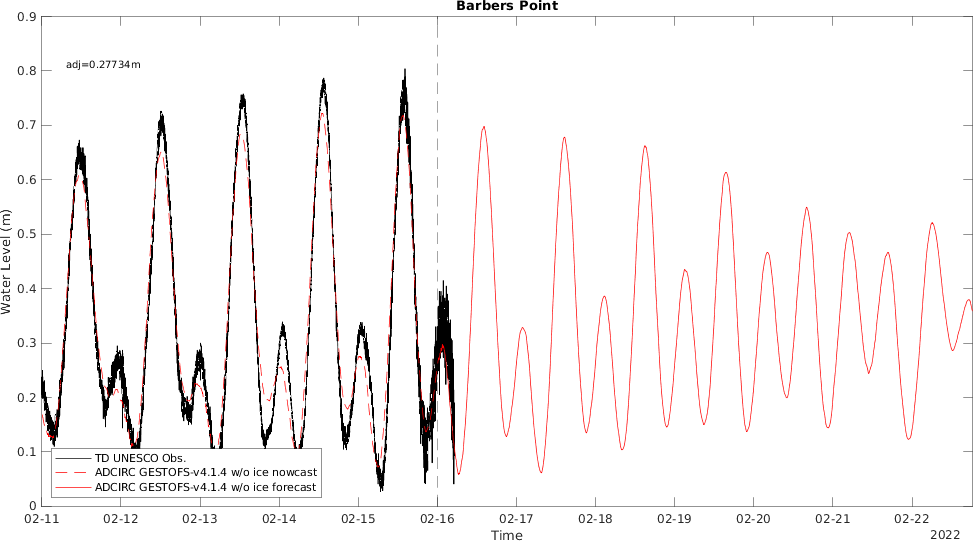 Barbers Point
0.9
0.8
0.7
0.6
0.5
0.4
0.3
0.2
0.1
0
Water Level (m)
adj=0.27734m
TD UNESCO Obs.
ADCIRC GESTOFS-v4.1.4 w/o ice nowcast
ADCIRC GESTOFS-v4.1.4 w/o ice forecast
02-11 02-12 02-13 02-14 02-15 02-16 02-17 02-18 02-19 02-20 02-21 02-22
Time
2022